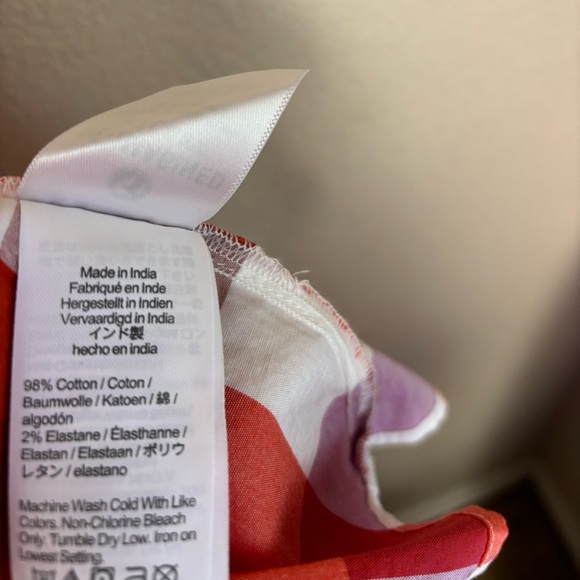 Made in India
Fabriqué en Inde
Hergestellt in Indien
Vervaardigd in India
インド製
hecho en india
98% Cotton / Coton /
Baumwolle / Katoen / 綿 /
algodón
2% Elastane / Élasthanne /
Elastan / Elastaan / ポリウ
レタン / elastano
Machine Wash Cold With Like
Colors. Non-Chlorine Bleach
Only. Tumble Dry Low. Iron on
Lowest Setting.